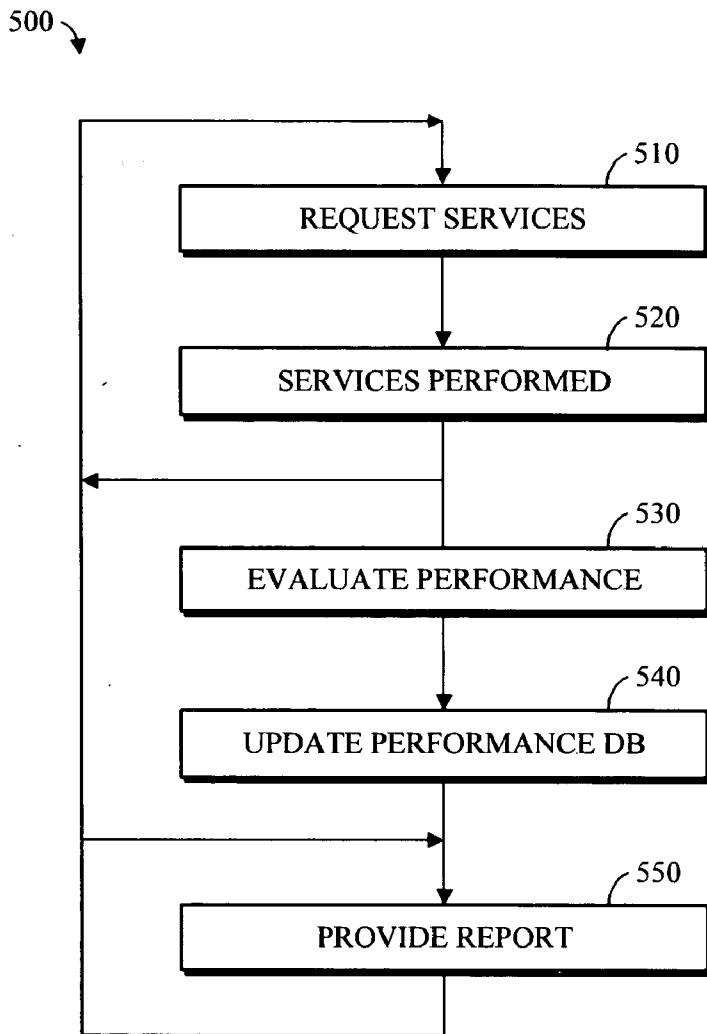 500
510
REQUEST SERVICES
520
SERVICES PERFORMED
530
EVALUATE PERFORMANCE
540
UPDATE PERFORMANCE DB
550
PROVIDE REPORT